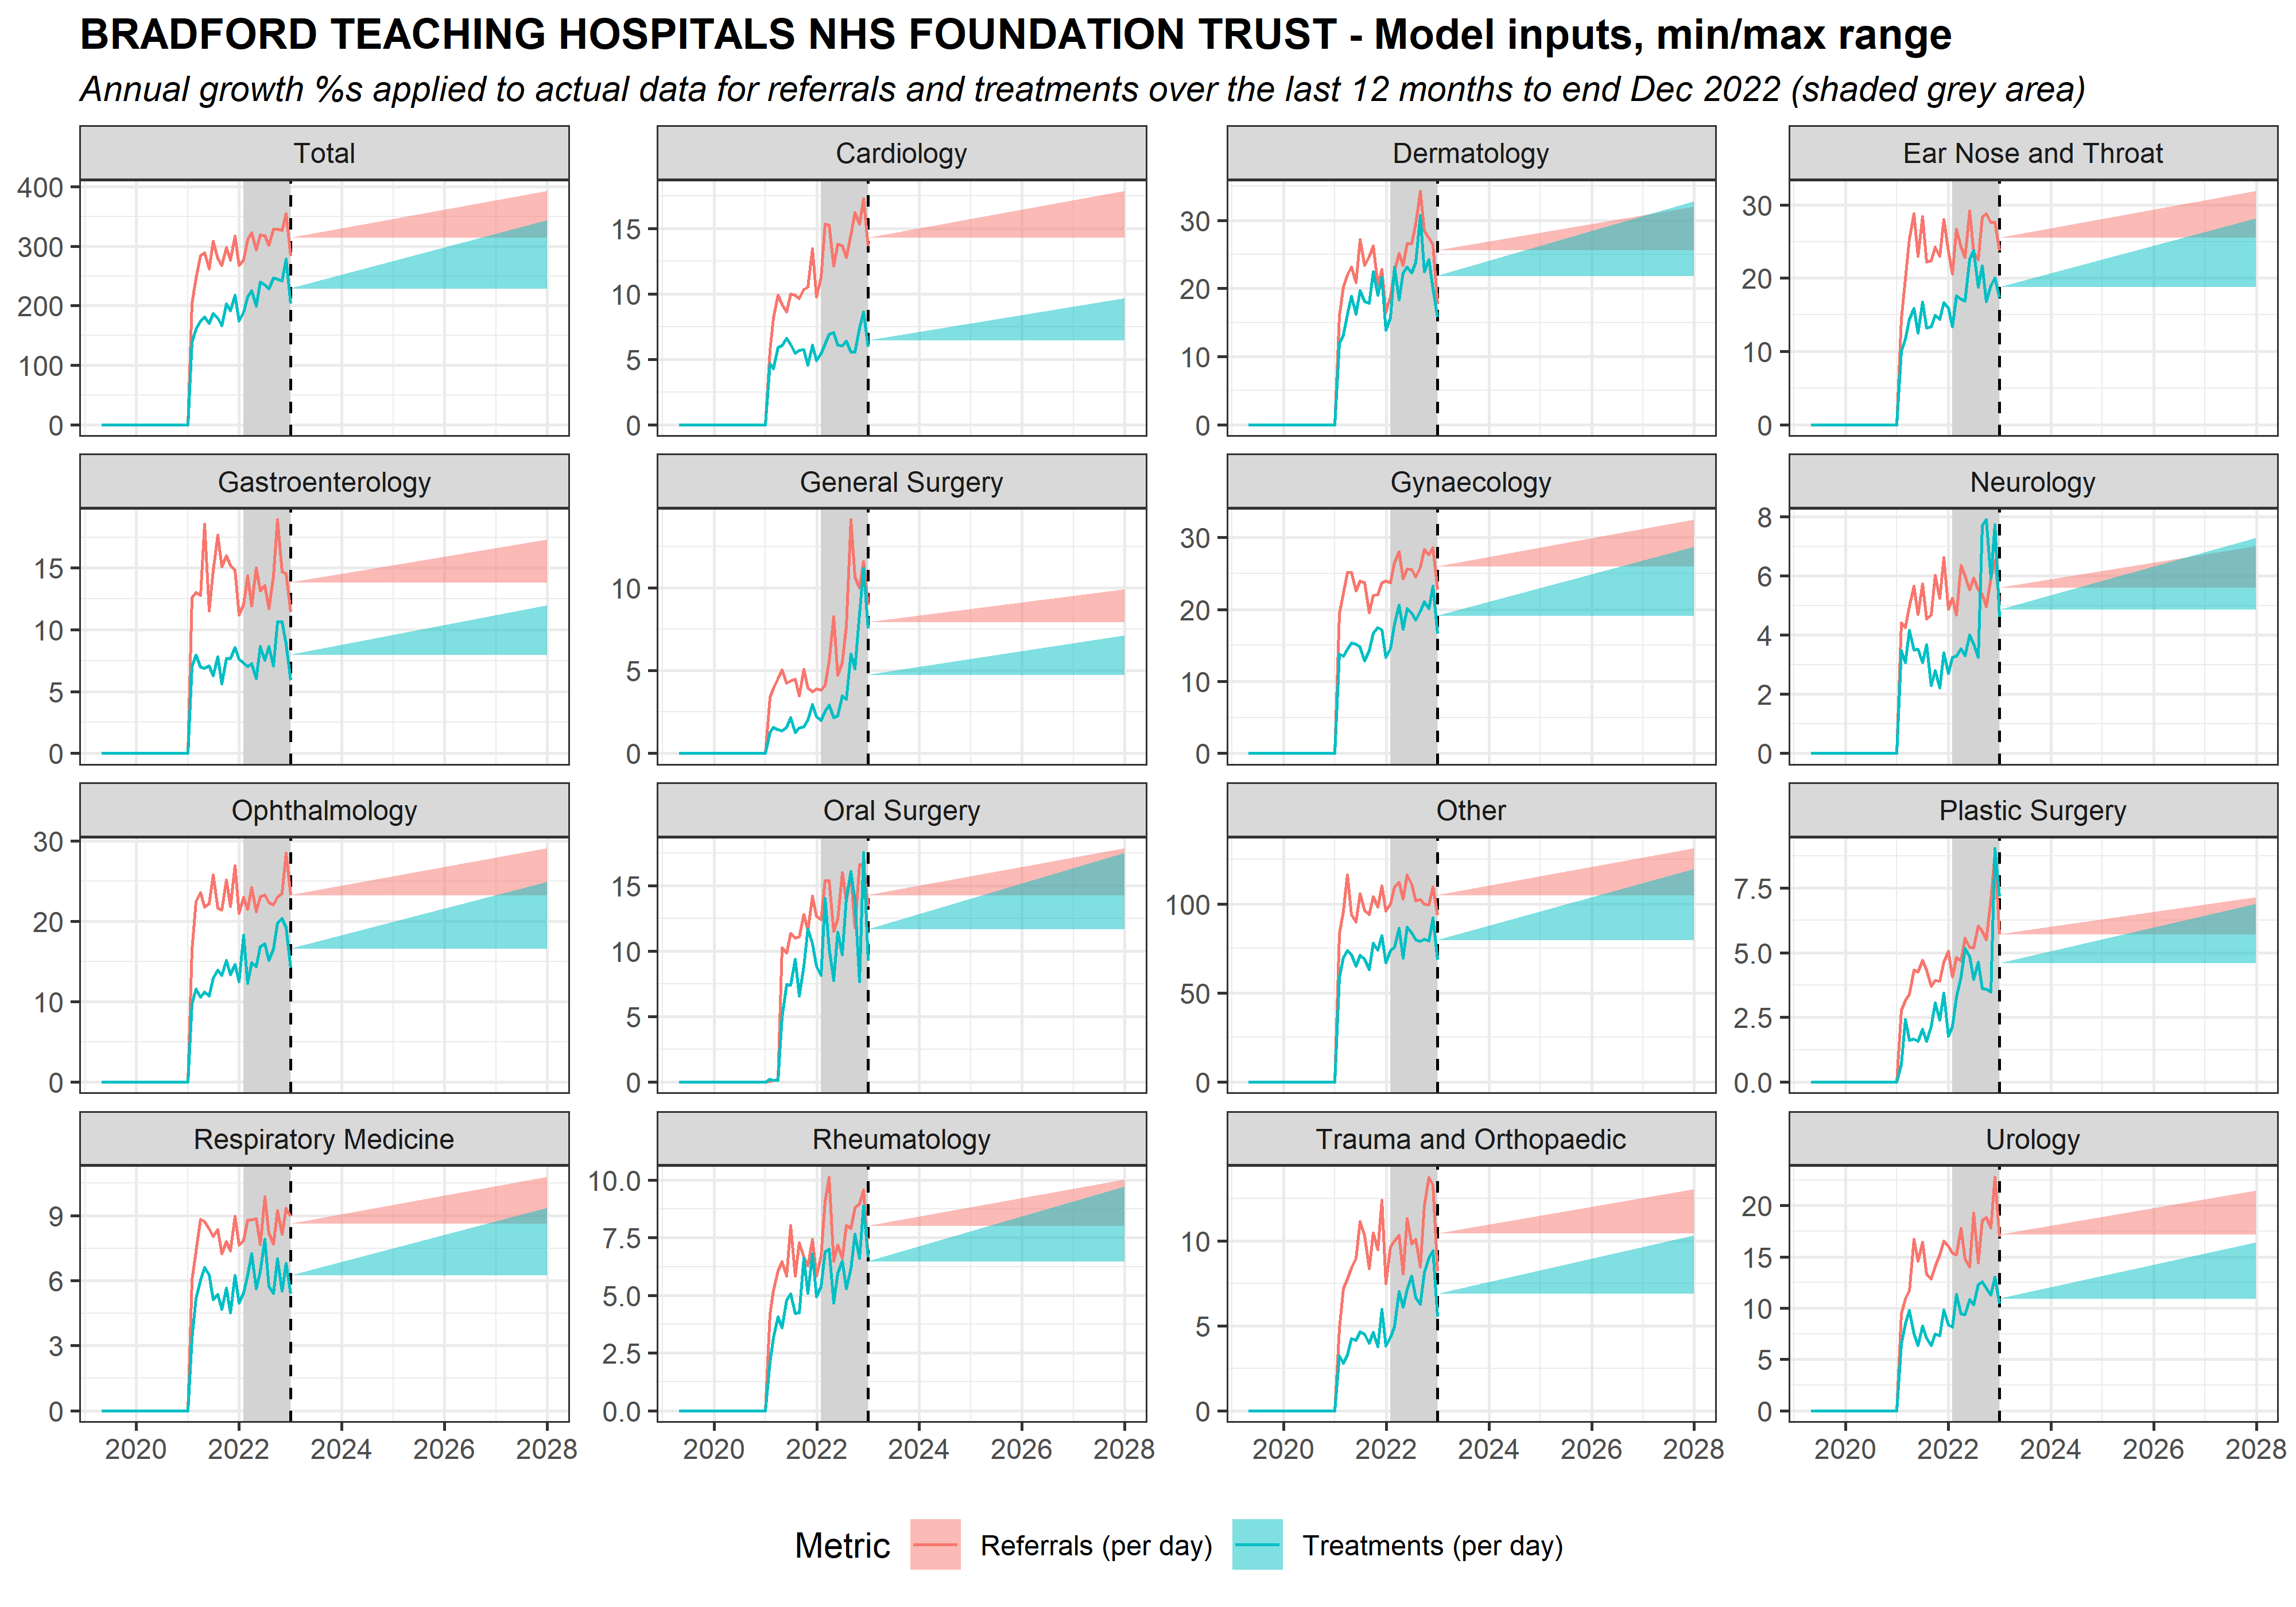 BRADFORD TEACHING HOSPITALS NHS FOUNDATION TRUST - Model inputs, min/max range
Annual growth %s applied to actual data for referrals and treatments over the last 12 months to end Dec 2022 (shaded grey area)
Total
400
300
200
100
0
Cardiology
15
10
5
0
Dermatology
30
20
10
0
Ear Nose and Throat
30
20
10
0
Gastroenterology
15
10
5
0
General Surgery
10
5
0
Gynaecology
30
20
10
0
Neurology
8
6
4
2
0
Ophthalmology
30
20
10
0
Oral Surgery
15
10
5
0
Other
100
50
0
Plastic Surgery
7.5
5.0
2.5
0.0
Respiratory Medicine
9
6
3
0
Rheumatology
10.0
7.5
5.0
2.5
0.0
Trauma and Orthopaedic
10
5
0
Urology
20
15
10
5
0
2020 2022 2024 2026 2028
2020 2022 2024 2026 2028
2020 2022 2024 2026 2028
2020 2022 2024 2026 2028
Metric Referrals (per day) Treatments (per day)